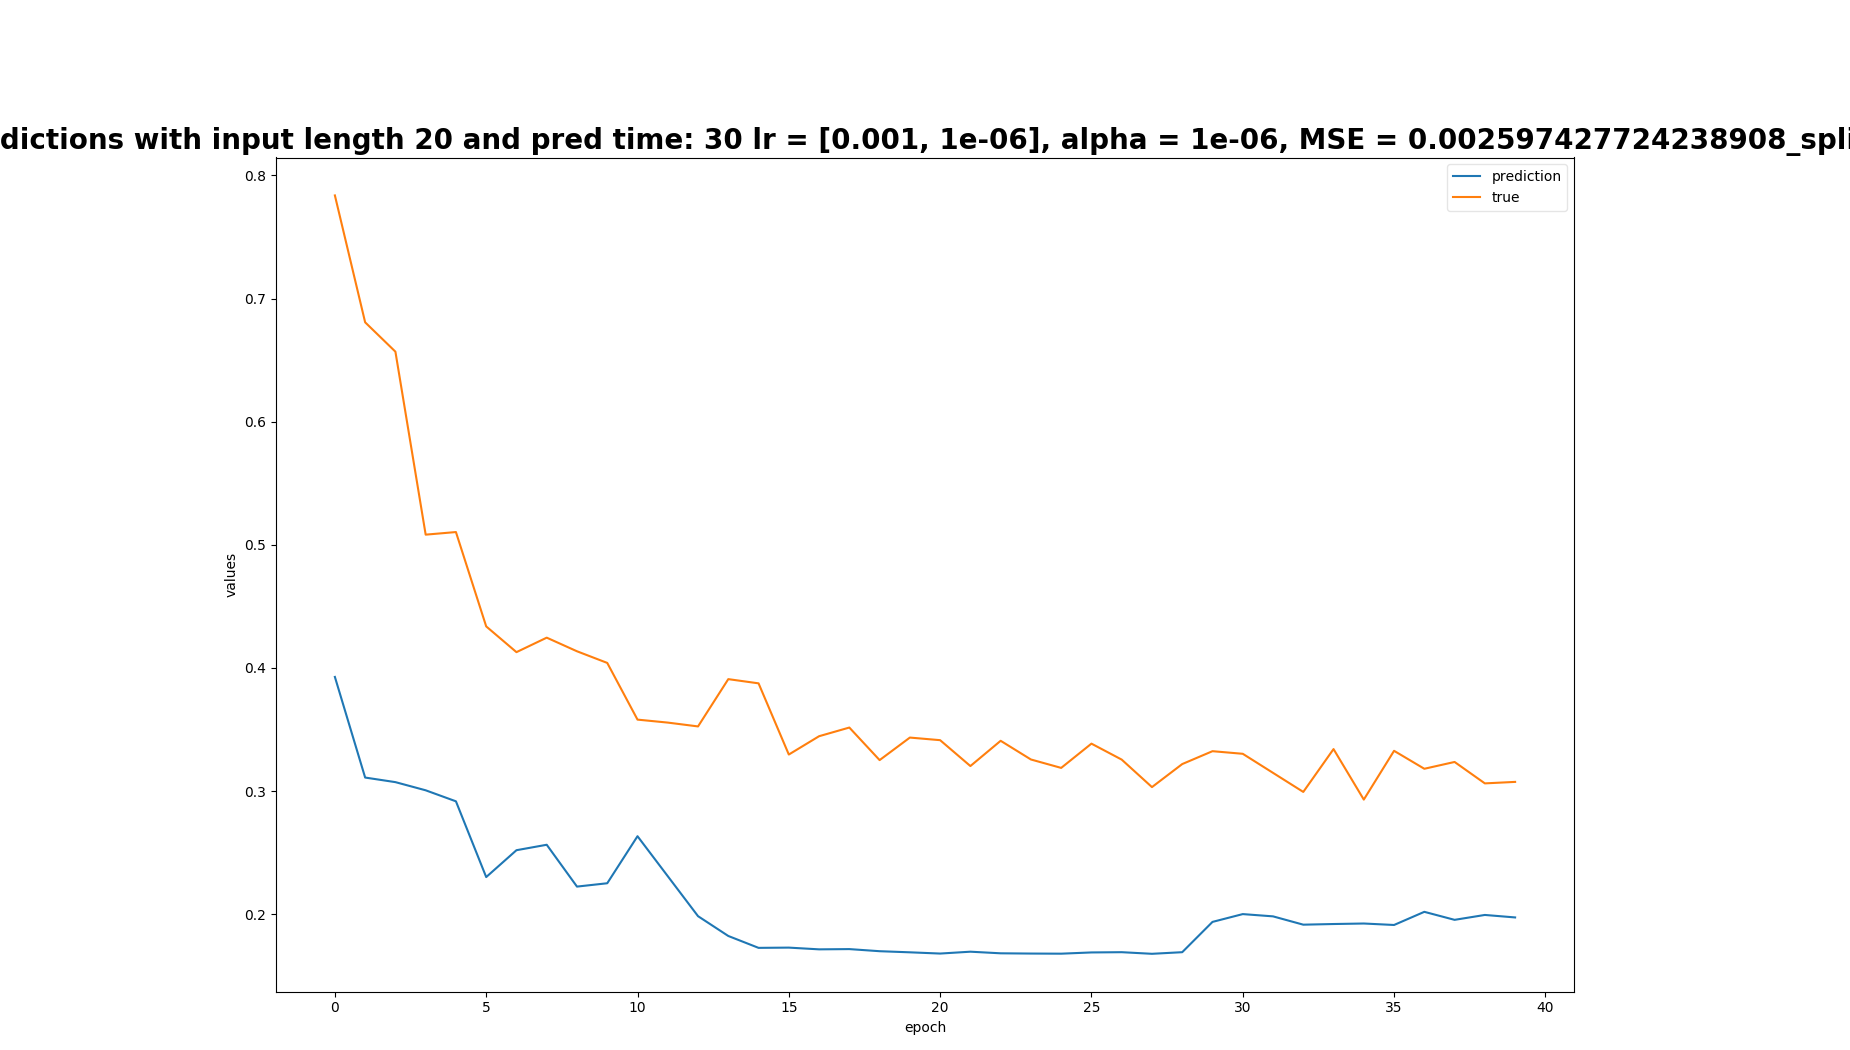 dictions with input length 20 and pred time: 30 lr = [0.001, 1e-06], alpha = 1e-06, MSE = 0.002597427724238908_spli
prediction
true
0.8
0.7
0.6
0.5
0.4
0.3
0.2
values
0 5 10 15 20 25 30 35 40
epoch